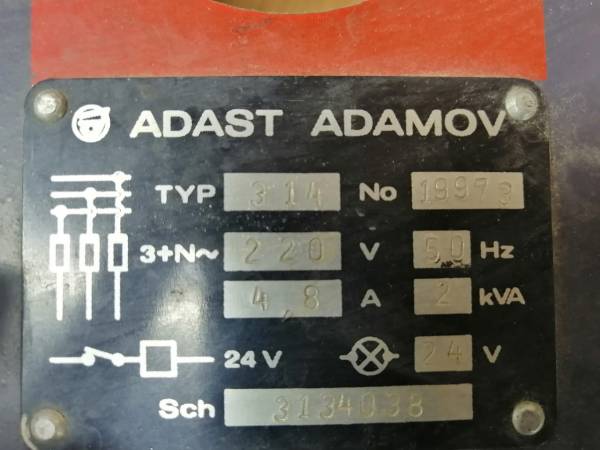 ADAST ADAMOV
TYP 314 No 19973
3+N~ 220 V 50 Hz
4,8 A 2 kVA
24 V 24 V
Sch 3134038